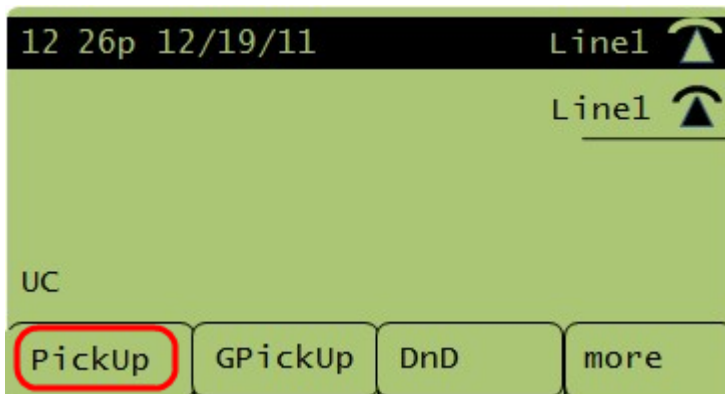 12 26p 12/19/11 Line1
Line1
UC
PickUp GPickUp DnD more